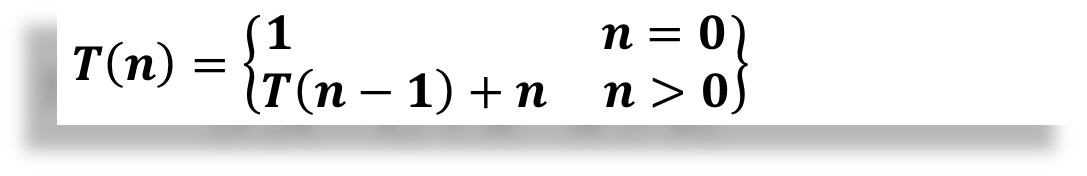 T(n) = {1 n = 0
T(n − 1) + n n > 0}